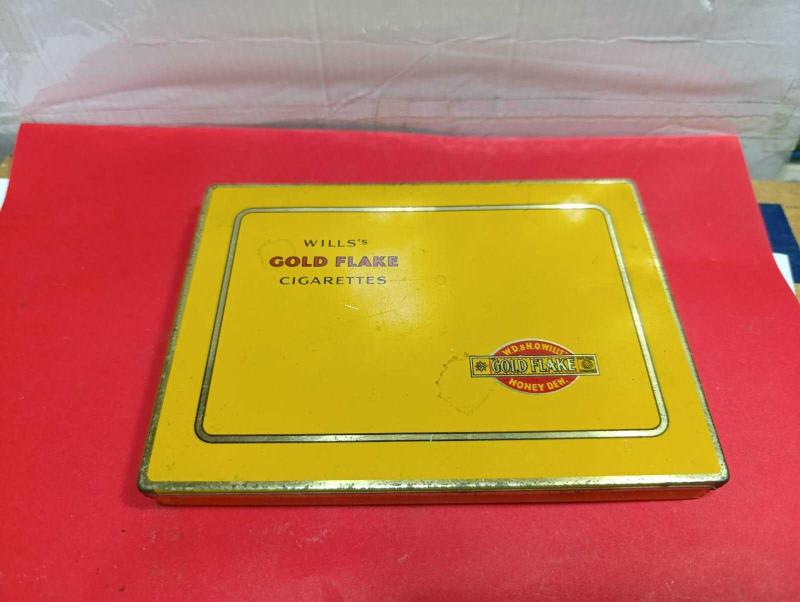 WILLS's
GOLD FLAKE
CIGARETTES
W.D.& H.O.WILLS'
GOLD FLAKE
HONEY DEW.